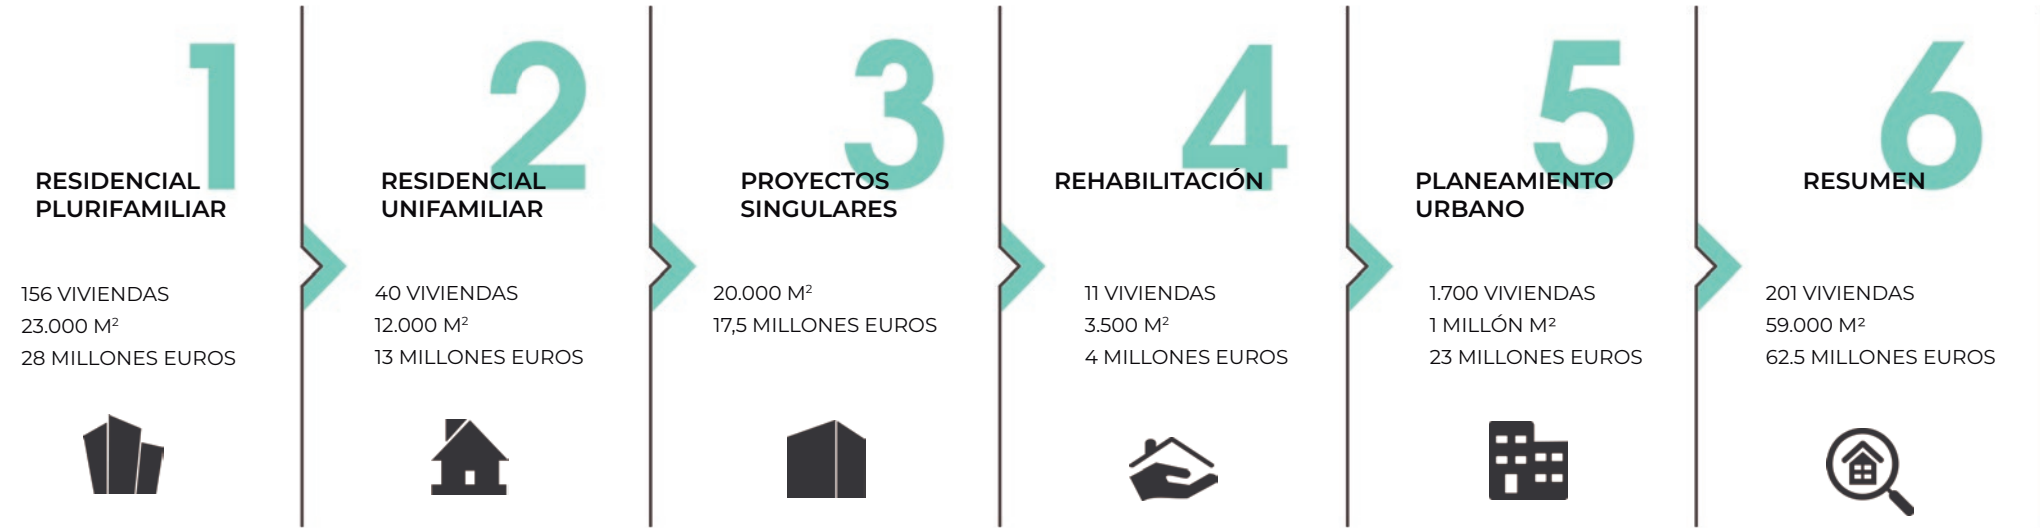 1
RESIDENCIAL
PLURIFAMILIAR
156 VIVIENDAS
23.000 M²
28 MILLONES EUROS
2
RESIDENCIAL
UNIFAMILIAR
40 VIVIENDAS
12.000 M²
13 MILLONES EUROS
3
PROYECTOS
SINGULARES
20.000 M²
17,5 MILLONES EUROS
4
REHABILITACIÓN
11 VIVIENDAS
3.500 M²
4 MILLONES EUROS
5
PLANEAMIENTO
URBANO
1.700 VIVIENDAS
1 MILLÓN M²
23 MILLONES EUROS
6
RESUMEN
201 VIVIENDAS
59.000 M²
62.5 MILLONES EUROS